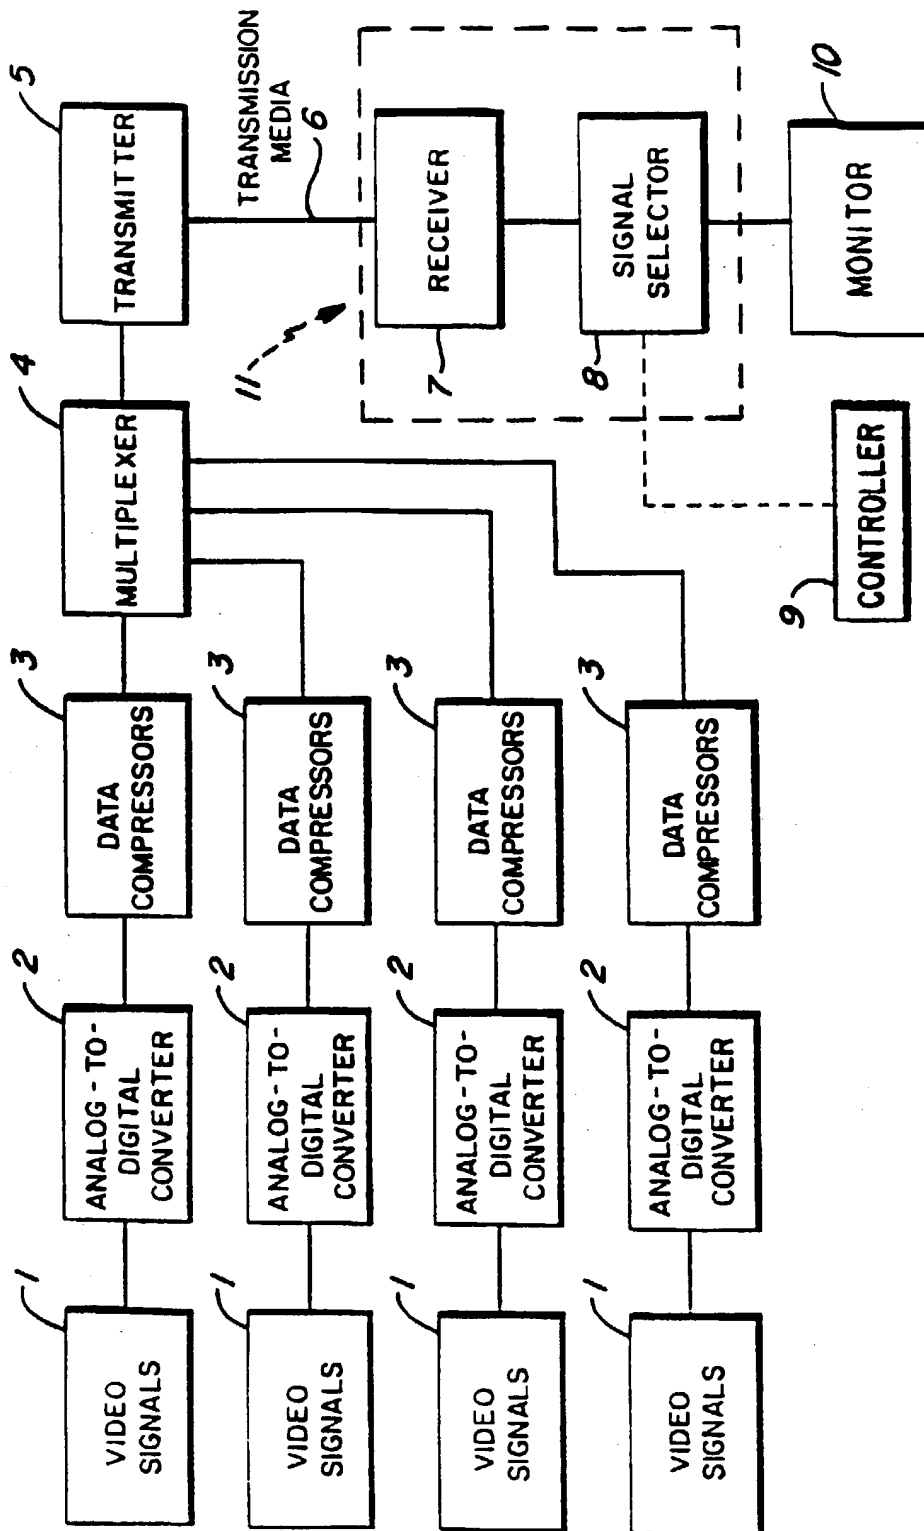 1
VIDEO
SIGNALS
2
ANALOG-TO-
DIGITAL
CONVERTER
3
DATA
COMPRESSORS
4
MULTIPLEXER
5
TRANSMITTER
1
VIDEO
SIGNALS
2
ANALOG-TO-
DIGITAL
CONVERTER
3
DATA
COMPRESSORS
1
VIDEO
SIGNALS
2
ANALOG-TO-
DIGITAL
CONVERTER
3
DATA
COMPRESSORS
1
VIDEO
SIGNALS
2
ANALOG-TO-
DIGITAL
CONVERTER
3
DATA
COMPRESSORS
TRANSMISSION
MEDIA
6
11
RECEIVER
7
SIGNAL
SELECTOR
8
9
CONTROLLER
10
MONITOR